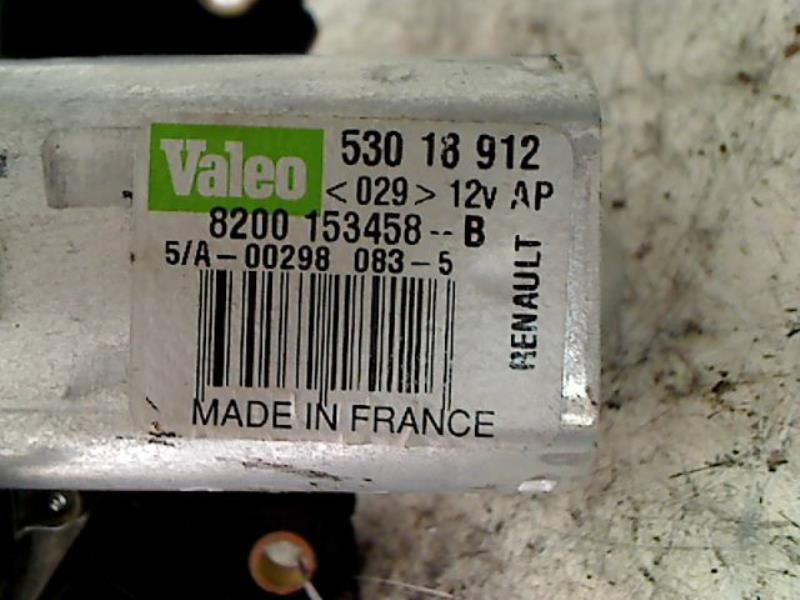 Valeo
530 18 912
<029> 12v AP
8200 153458--B
5/A-00298 083-5
RENAULT
MADE IN FRANCE